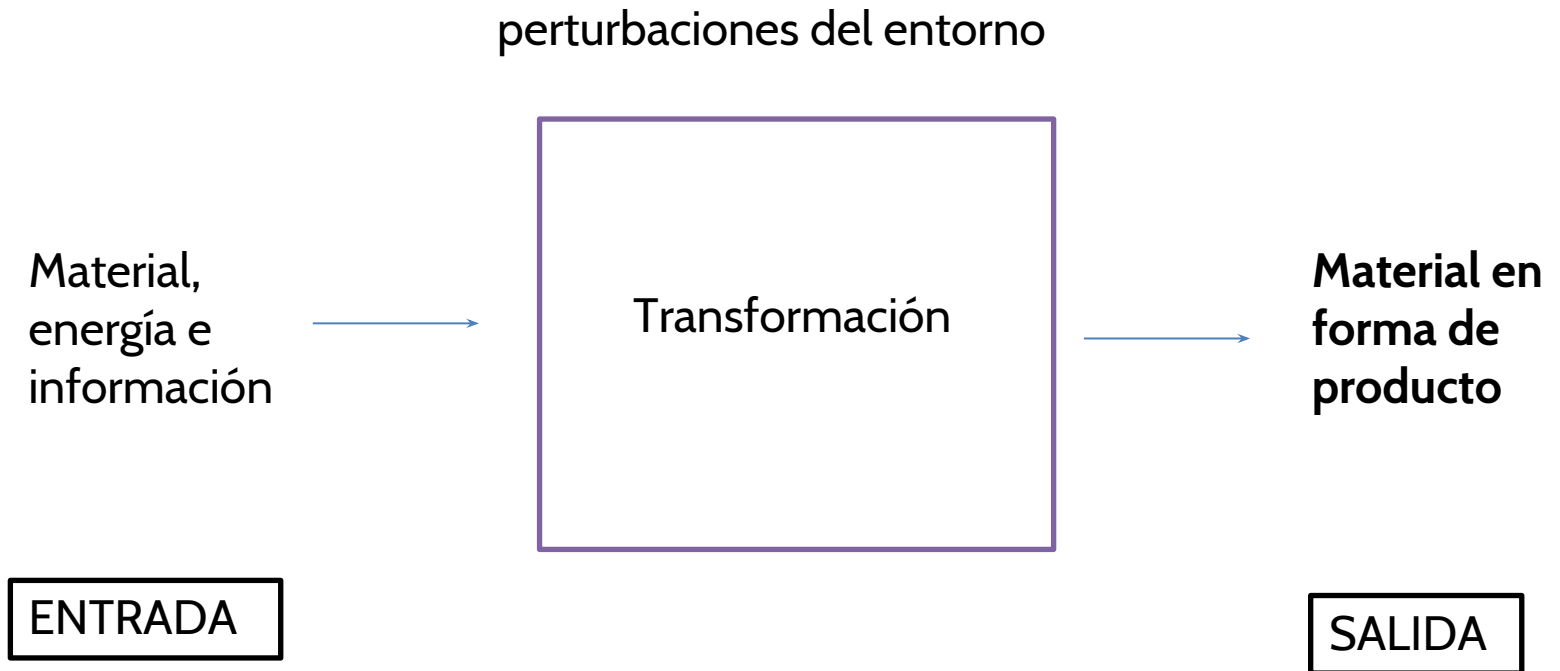 perturbaciones del entorno
Material,
energía e
información
Transformación
Material en
forma de
producto
ENTRADA
SALIDA